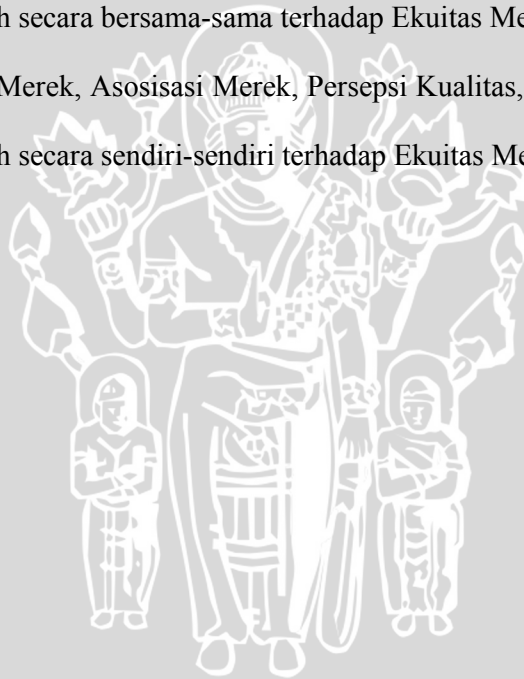 h secara bersama-sama terhadap Ekuitas Me
Merek, Asosisasi Merek, Persepsi Kualitas,
h secara sendiri-sendiri terhadap Ekuitas Me